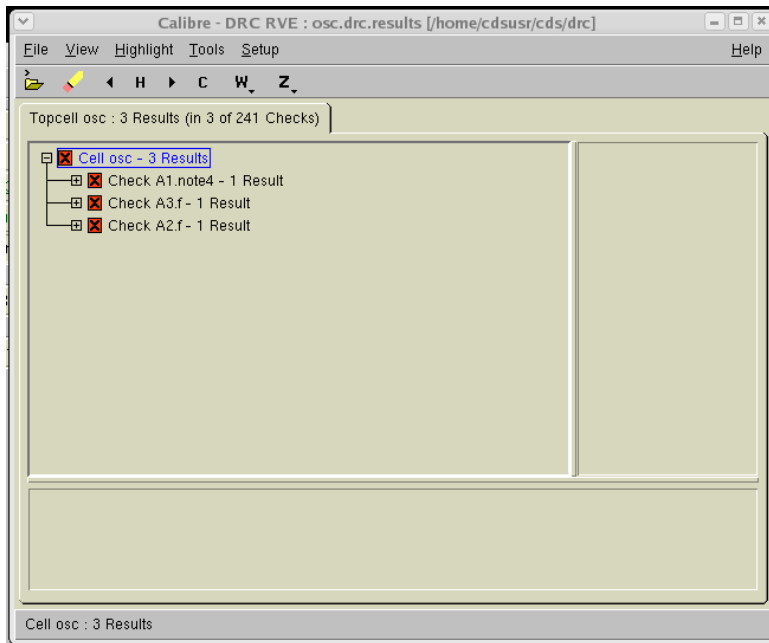 Calibre - DRC RVE : osc.drc.results [/home/cdsusr/cds/drc]
File View Highlight Tools Setup Help
H C W Z
Topcell osc : 3 Results (in 3 of 241 Checks)
Cell osc - 3 Results
Check A1.note4 - 1 Result
Check A3.f - 1 Result
Check A2.f - 1 Result
Cell osc : 3 Results